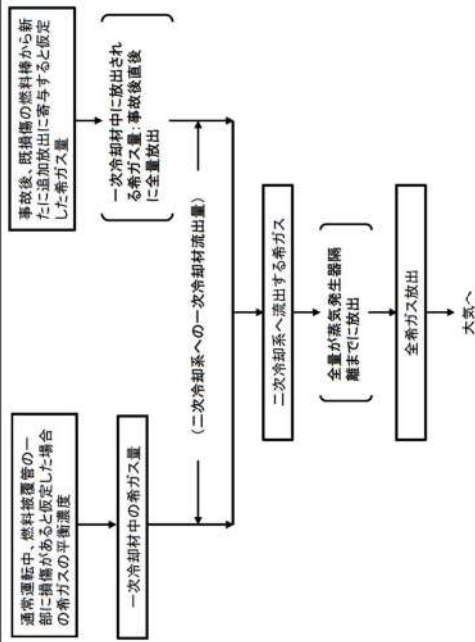 通常運転中、燃料被覆管の一
部に損傷があると仮定した場合
の希ガスの平衡濃度
一次冷却材中の希ガス量
事故後、既損傷の燃料棒から新
たに追加放出に寄与すると仮定
した希ガス量
一次冷却材中に放出され
る希ガス量:事故後直後
に全量放出
(二次冷却系への一次冷却材流出量)
二次冷却系へ流出する希ガス
全量が蒸気発生器隔
離までに放出
全希ガス放出
大気へ